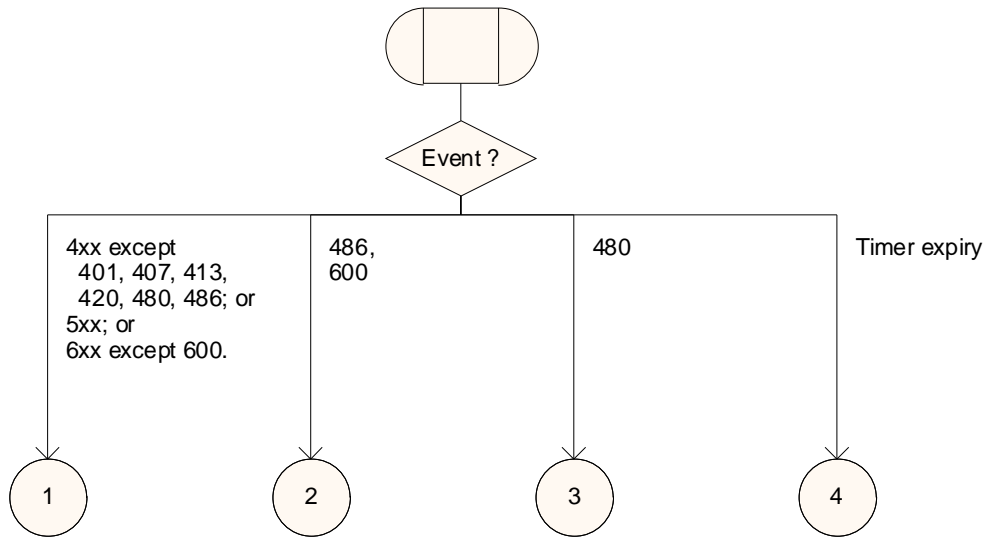 Event ?
4xx except
401, 407, 413,
420, 480, 486; or
5xx; or
6xx except 600.
486,
600
480
Timer expiry
1
2
3
4